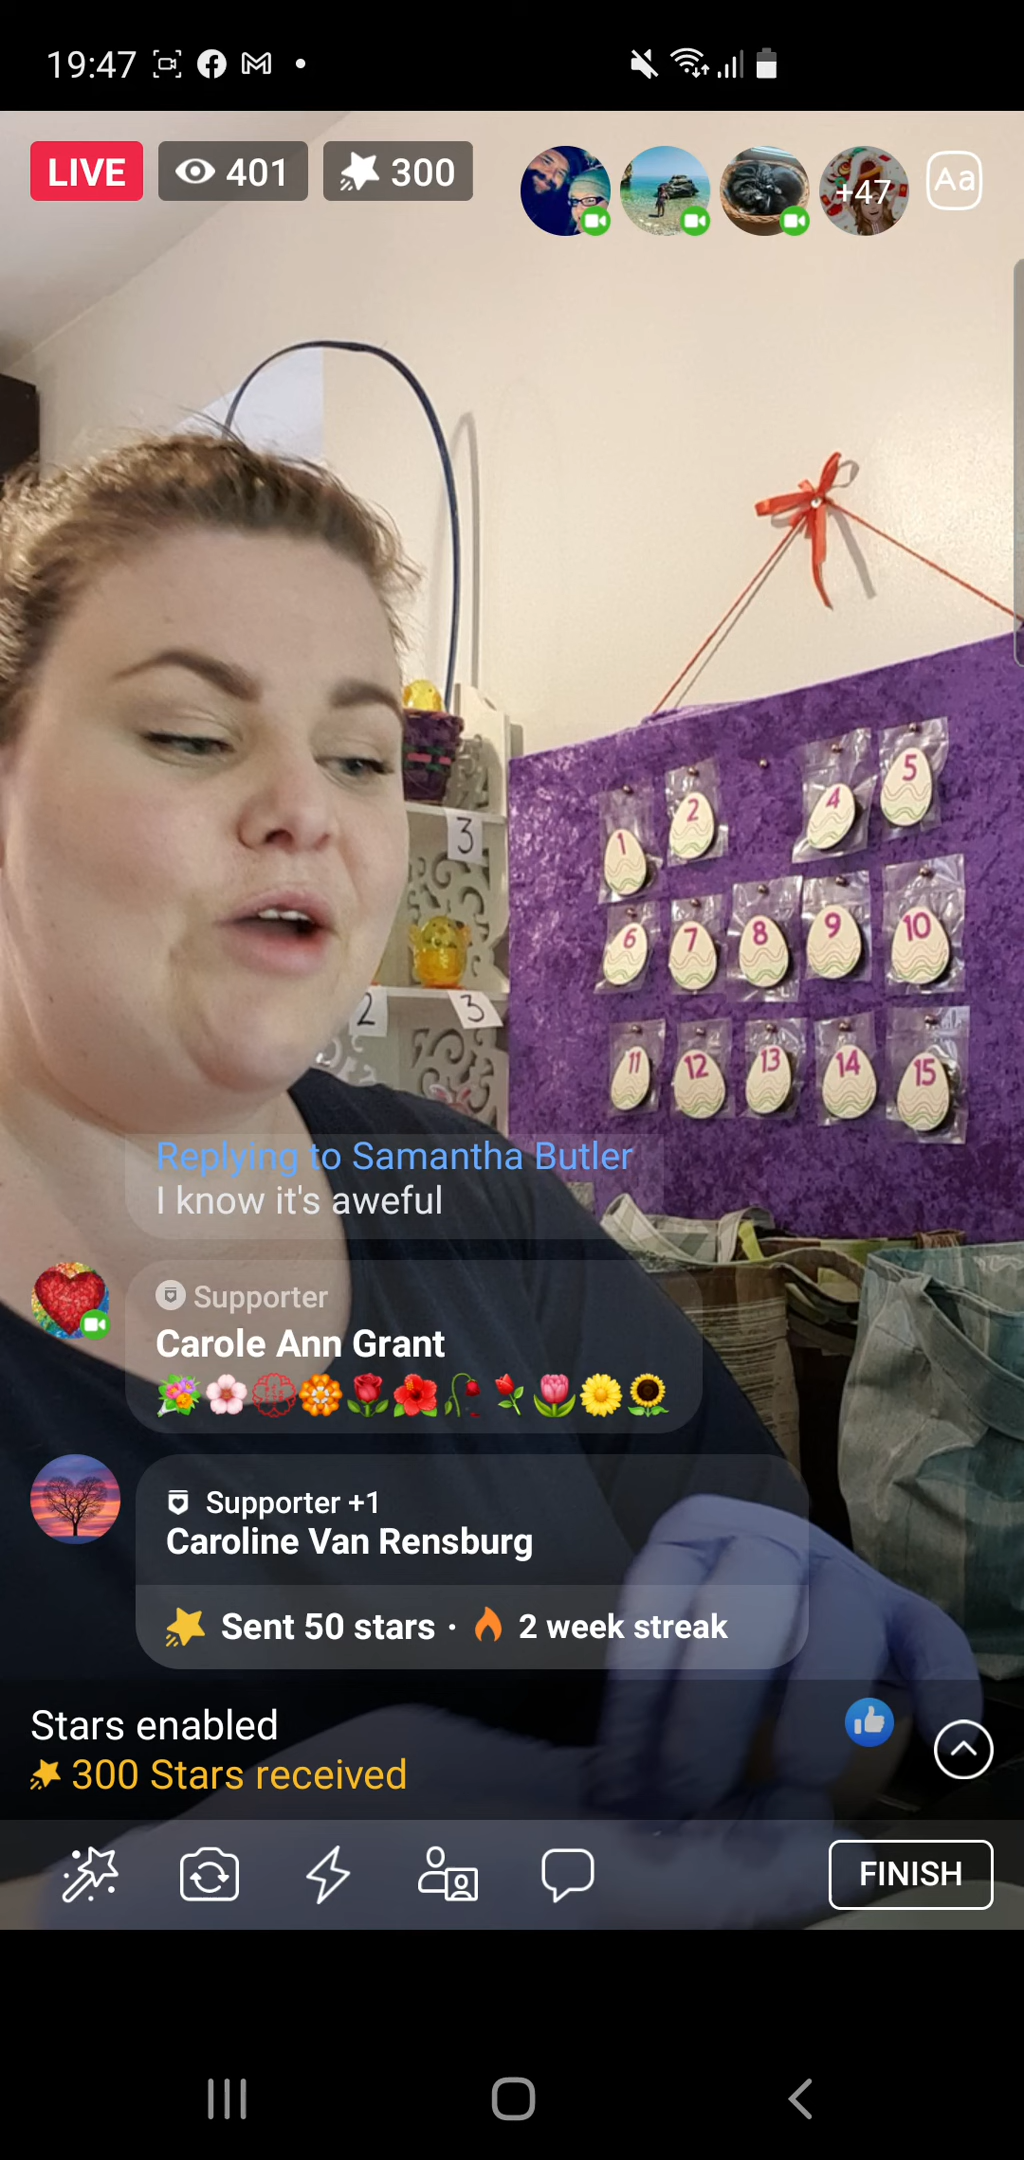 19:47
LIVE
401
300
+47
Aa
3
2
3
1
2
4
5
6
7
8
9
10
11
12
13
14
15
Replying to Samantha Butler
I know it's aweful
Supporter
Carole Ann Grant
Supporter +1
Caroline Van Rensburg
Sent 50 stars · 2 week streak
Stars enabled
300 Stars received
FINISH